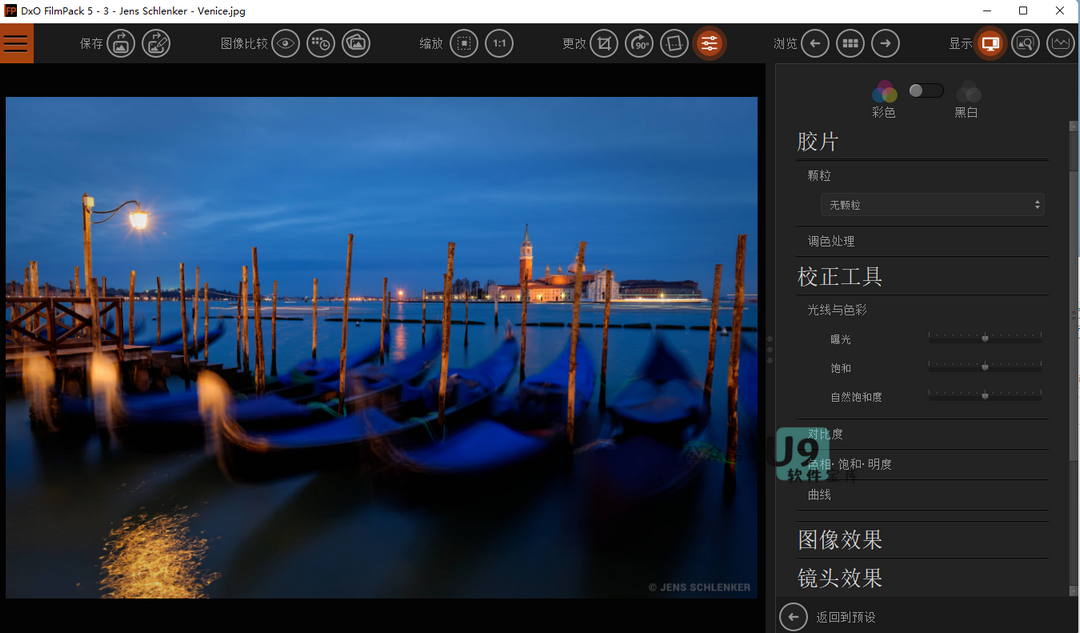 FP DxO FilmPack 5 - 3 - Jens Schlenker - Venice.jpg
保存 图像比较 缩放 1:1 更改 90° 浏览 显示
彩色 黑白
胶片
颗粒
无颗粒
调色处理
校正工具
光线与色彩
曝光
饱和
自然饱和度
对比度
色相· 饱和· 明度
曲线
图像效果
镜头效果
返回到预设
© JENS SCHLENKER
U9
软件宝库